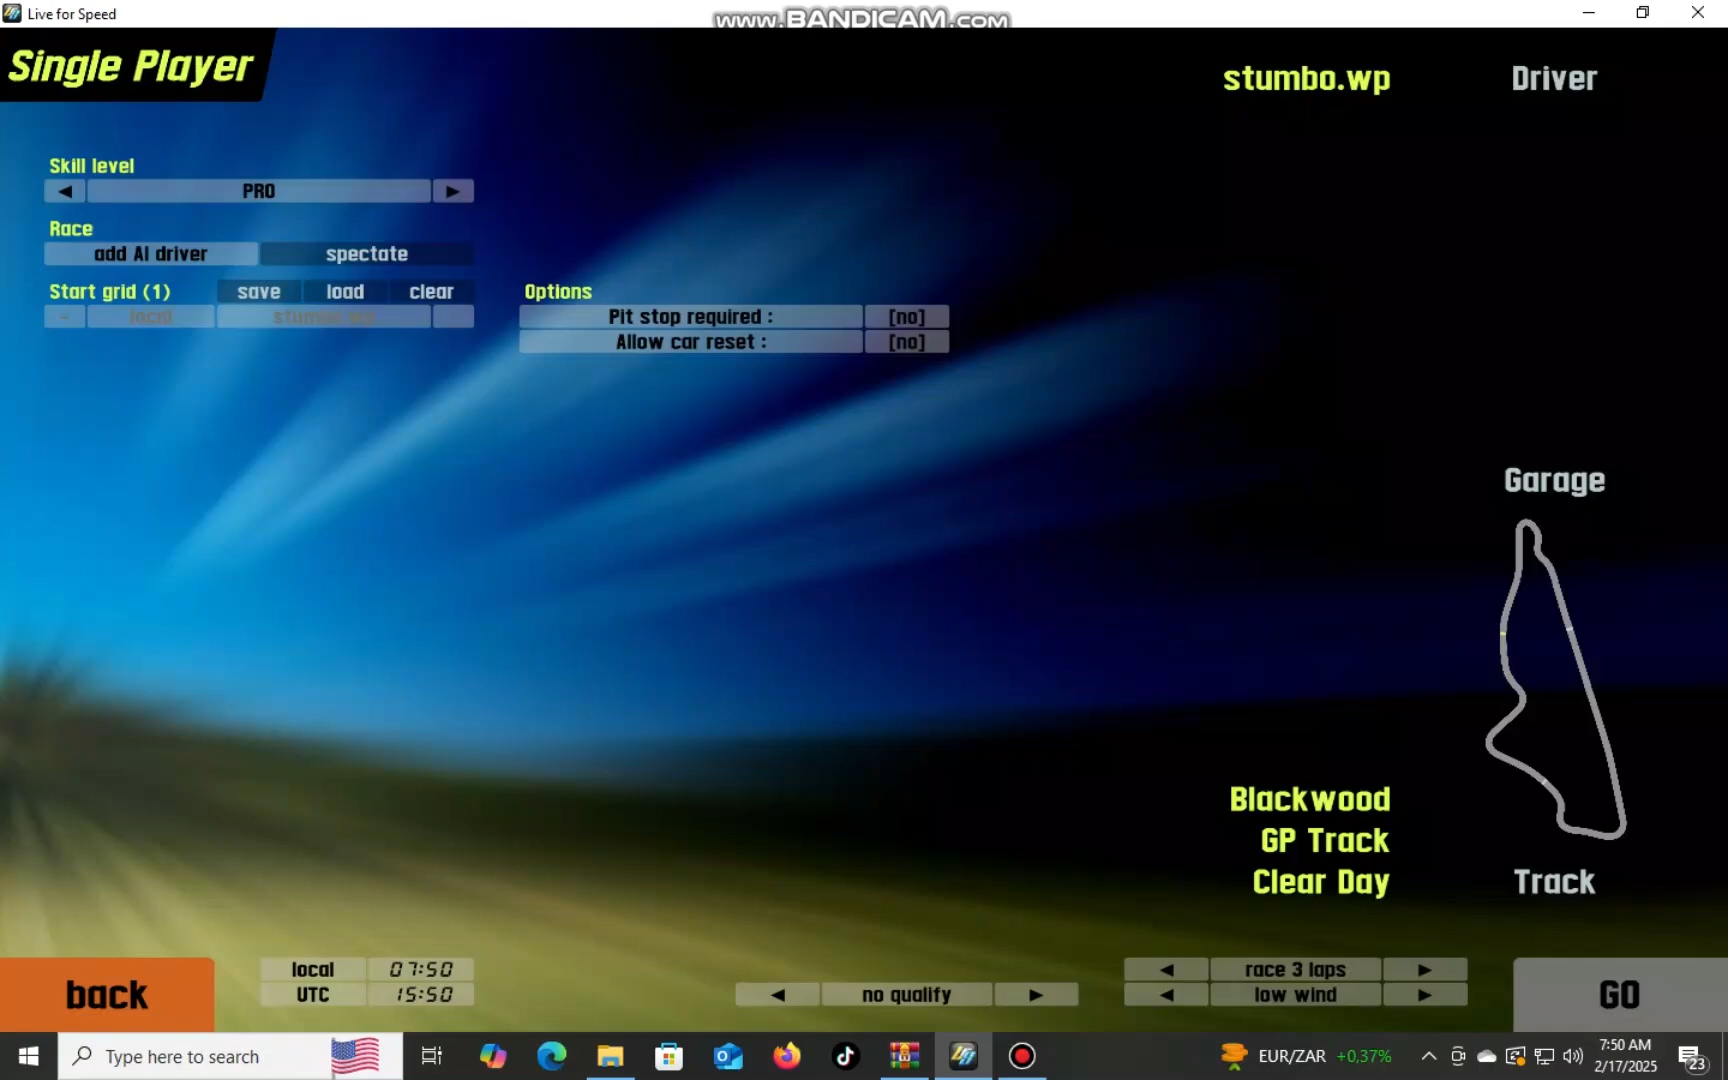 Live for Speed
www.BANDICAM.com
Single Player
stumbo.wp Driver
Skill level
◄ PRO ►
Race
add AI driver spectate
Start grid (1) save load clear
- local stumbo.wp
Options
Pit stop required : [no]
Allow car reset : [no]
Garage
Blackwood
GP Track
Clear Day
Track
back
local 07:50
UTC 15:50
◄ no qualify ►
◄ race 3 laps ►
◄ low wind ►
GO
Type here to search
EUR/ZAR +0,37%
7:50 AM
2/17/2025
23